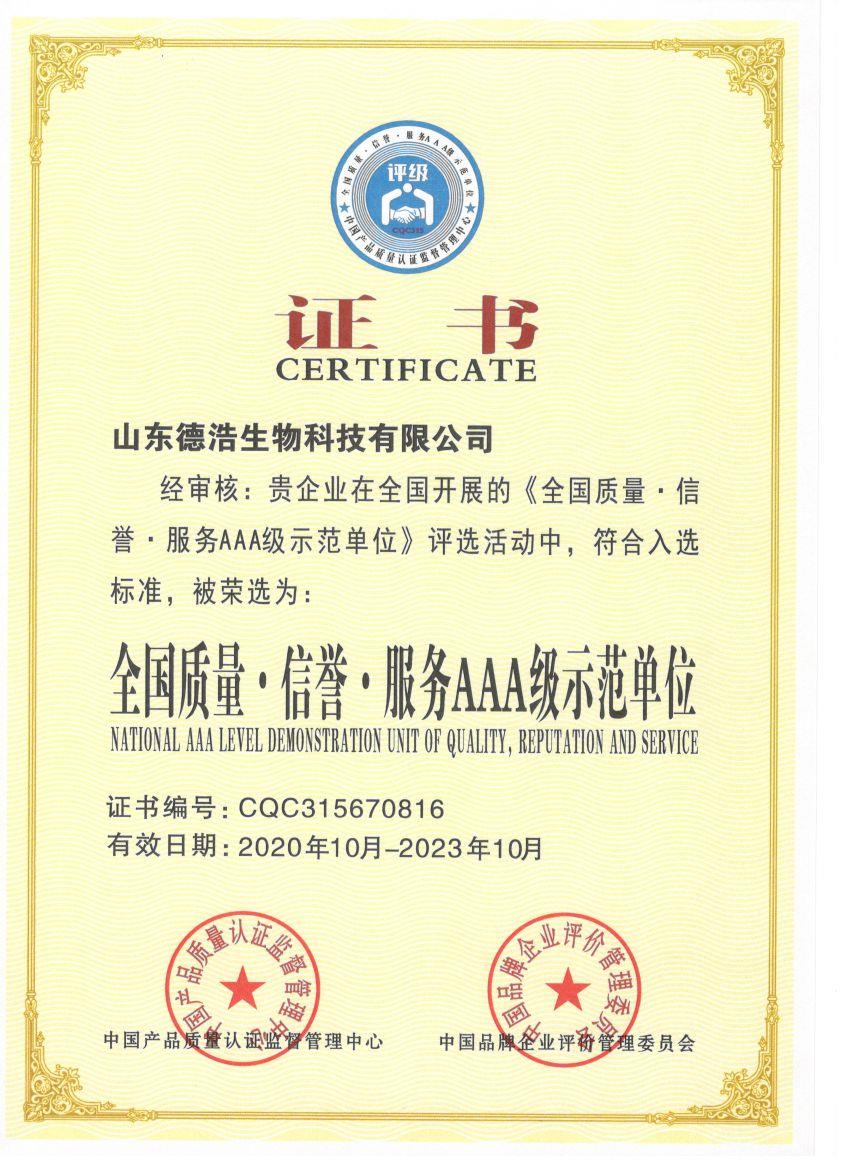 全国质量·信誉·服务AAA级示范单位
评级
CQC315
中国产品质量认证监督管理中心
证 书
CERTIFICATE
山东德浩生物科技有限公司
经审核：贵企业在全国开展的《全国质量·信
誉·服务AAA级示范单位》评选活动中，符合入选
标准，被荣选为：
全国质量·信誉·服务AAA级示范单位
NATIONAL AAA LEVEL DEMONSTRATION UNIT OF QUALITY, REPUTATION AND SERVICE
证书编号：CQC315670816
有效日期：2020年10月–2023年10月
中国产品质量认证监督管理中心
中国品牌企业评价管理委员会
中国产品质量认证监督管理中心
中国品牌企业评价管理委员会